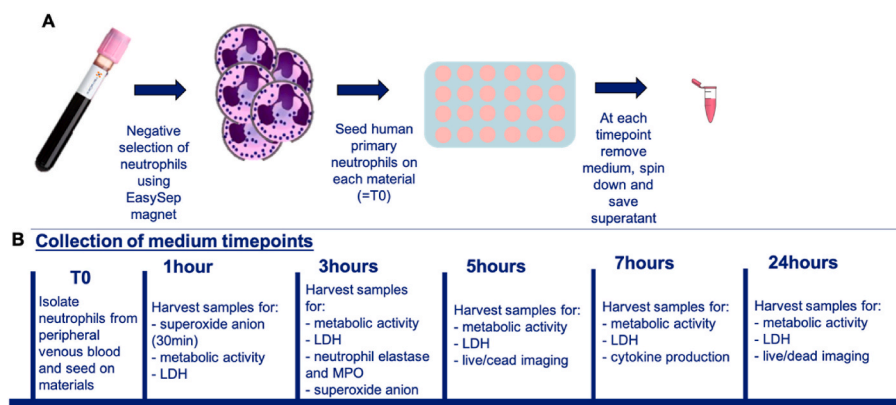 A
Negative
selection of
neutrophils
using
EasySep
magnet
Seed human
primary
neutrophils on
each material
(=T0)
At each
timepoint
remove
medium, spin
down and
save
superatant
B Collection of medium timepoints
T0
Isolate
neutrophils from
peripheral
venous blood
and seed on
materials
1hour
Harvest samples for:
- superoxide anion
(30min)
- metabolic activity
- LDH
3hours
Harvest samples
for:
- metabolic activity
- LDH
- neutrophil elastase
and MPO
- superoxide anion
5hours
Harvest samples for:
- metabolic activity
- LDH
- live/cead imaging
7hours
Harvest samples for:
- metabolic activity
- LDH
- cytokine production
24hours
Harvest samples for:
- metabolic activity
- LDH
- live/dead imaging